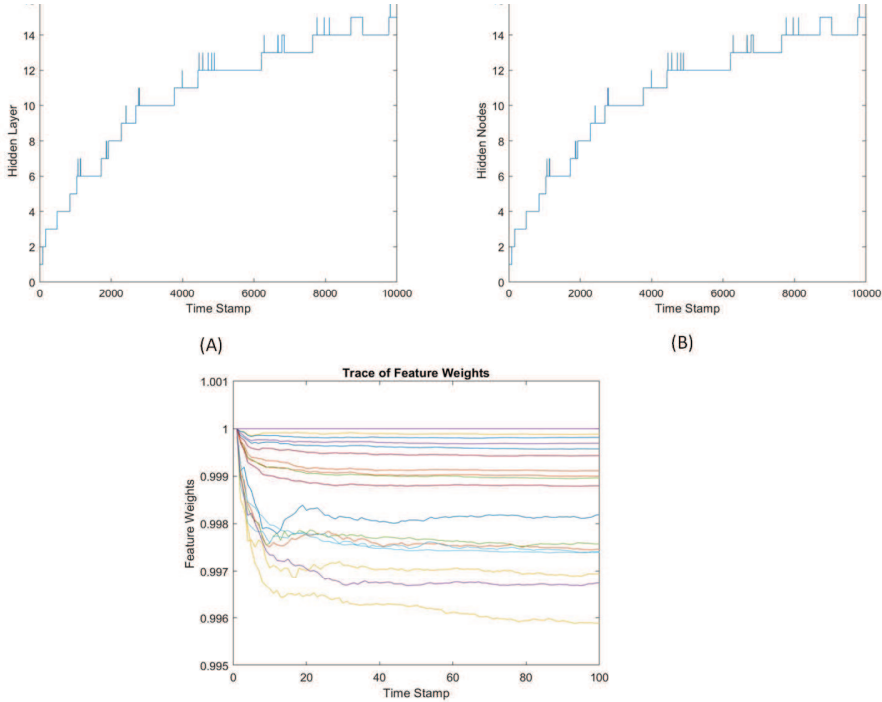 14
12
10
8
6
4
2
0
Hidden Layer
0 2000 4000 6000 8000 10000
Time Stamp
(A)
14
12
10
8
6
4
2
0
Hidden Nodes
0 2000 4000 6000 8000 10000
Time Stamp
(B)
Trace of Feature Weights
1.001
1
0.999
0.998
0.997
0.996
0.995
Feature Weights
0 20 40 60 80 100
Time Stamp